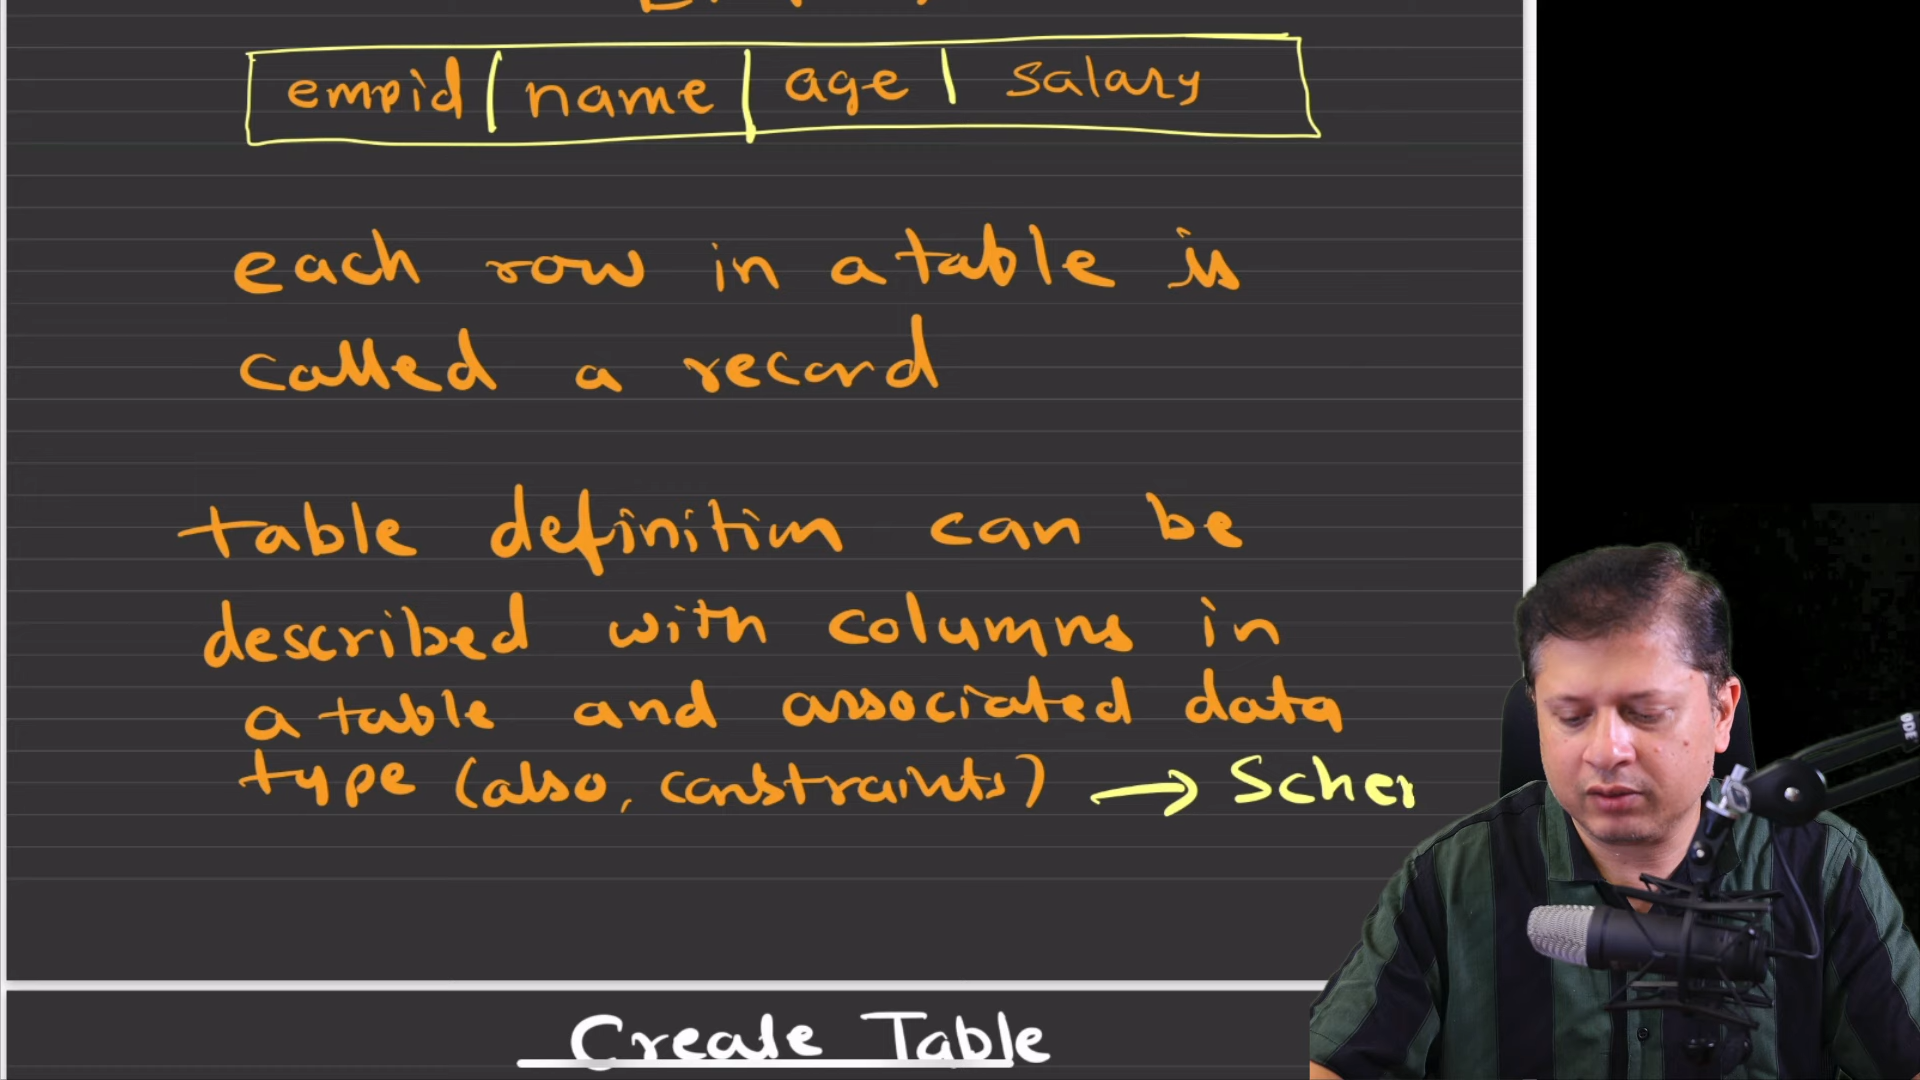 empid | name | age | salary
each row in a table is
called a record
table definition can be
described with columns in
a table and associated data
type (also, constraints) → Schem
Create Table